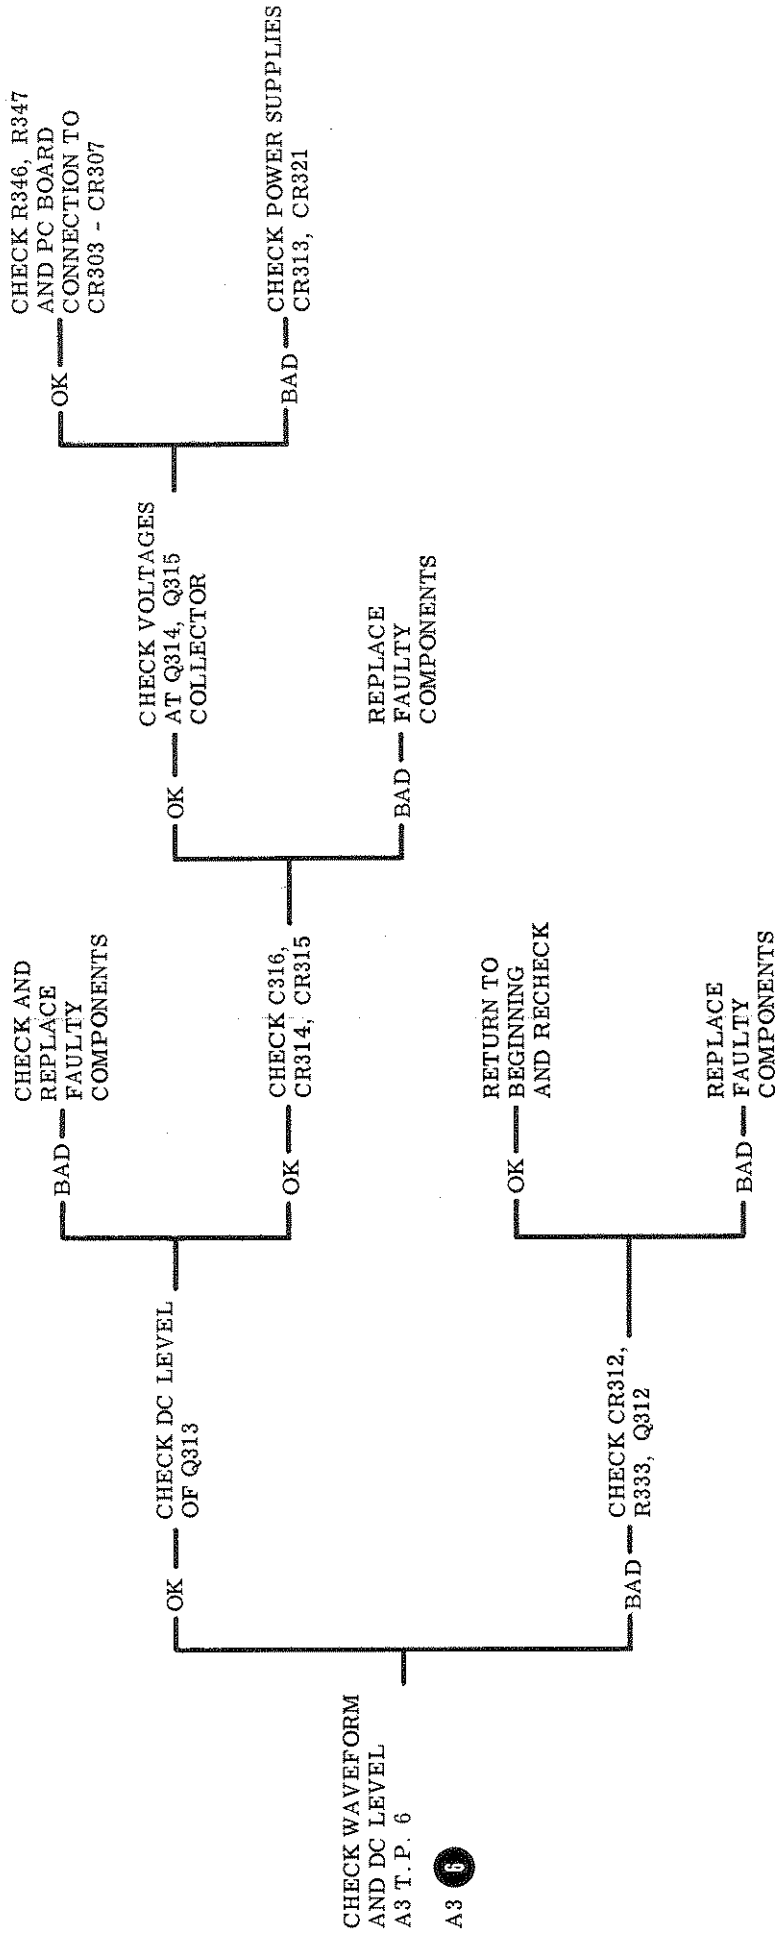 CHECK WAVEFORM
AND DC LEVEL
A3 T.P. 6
A3 6
OK
CHECK DC LEVEL
OF Q313
BAD
CHECK AND
REPLACE
FAULTY
COMPONENTS
OK
CHECK C316,
CR314, CR315
OK
CHECK VOLTAGES
AT Q314, Q315
COLLECTOR
OK
CHECK R346, R347
AND PC BOARD
CONNECTION TO
CR303 - CR307
BAD
CHECK POWER SUPPLIES
CR313, CR321
BAD
REPLACE
FAULTY
COMPONENTS
BAD
CHECK CR312,
R333, Q312
OK
RETURN TO
BEGINNING
AND RECHECK
BAD
REPLACE
FAULTY
COMPONENTS